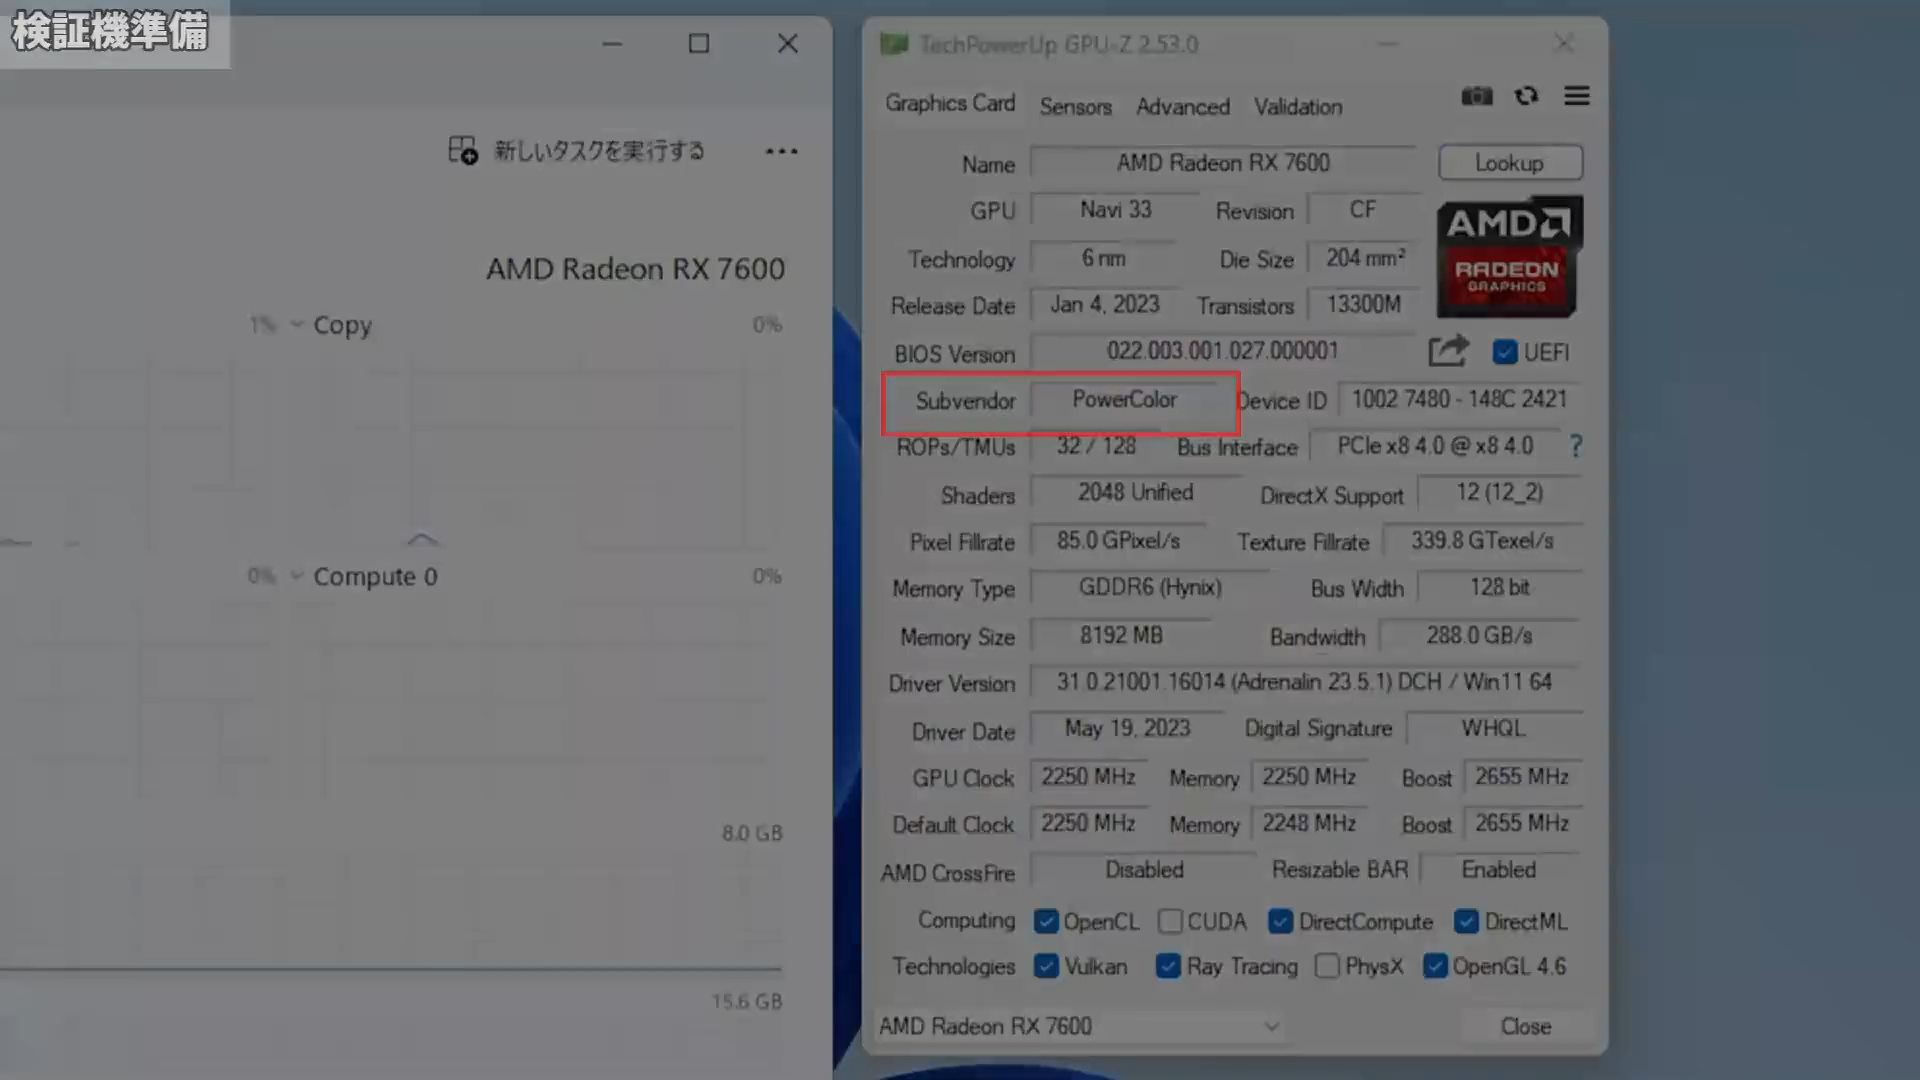 検証機準備
新しいタスクを実行する
AMD Radeon RX 7600
1% Copy 0%
0% Compute 0 0%
8.0 GB
15.6 GB
TechPowerUp GPU-Z 2.53.0
Graphics Card Sensors Advanced Validation
Name AMD Radeon RX 7600 Lookup
GPU Navi 33 Revision CF
Technology 6 nm Die Size 204 mm²
Release Date Jan 4, 2023 Transistors 13300M
AMD
RADEON
GRAPHICS
BIOS Version 022.003.001.027.000001 UEFI
Subvendor PowerColor Device ID 1002 7480 - 148C 2421
ROPs/TMUs 32 / 128 Bus Interface PCIe x8 4.0 @ x8 4.0 ?
Shaders 2048 Unified DirectX Support 12 (12_2)
Pixel Fillrate 85.0 GPixel/s Texture Fillrate 339.8 GTexel/s
Memory Type GDDR6 (Hynix) Bus Width 128 bit
Memory Size 8192 MB Bandwidth 288.0 GB/s
Driver Version 31.0.21001.16014 (Adrenalin 23.5.1) DCH / Win11 64
Driver Date May 19, 2023 Digital Signature WHQL
GPU Clock 2250 MHz Memory 2250 MHz Boost 2655 MHz
Default Clock 2250 MHz Memory 2248 MHz Boost 2655 MHz
AMD CrossFire Disabled Resizable BAR Enabled
Computing OpenCL CUDA DirectCompute DirectML
Technologies Vulkan Ray Tracing PhysX OpenGL 4.6
AMD Radeon RX 7600 Close